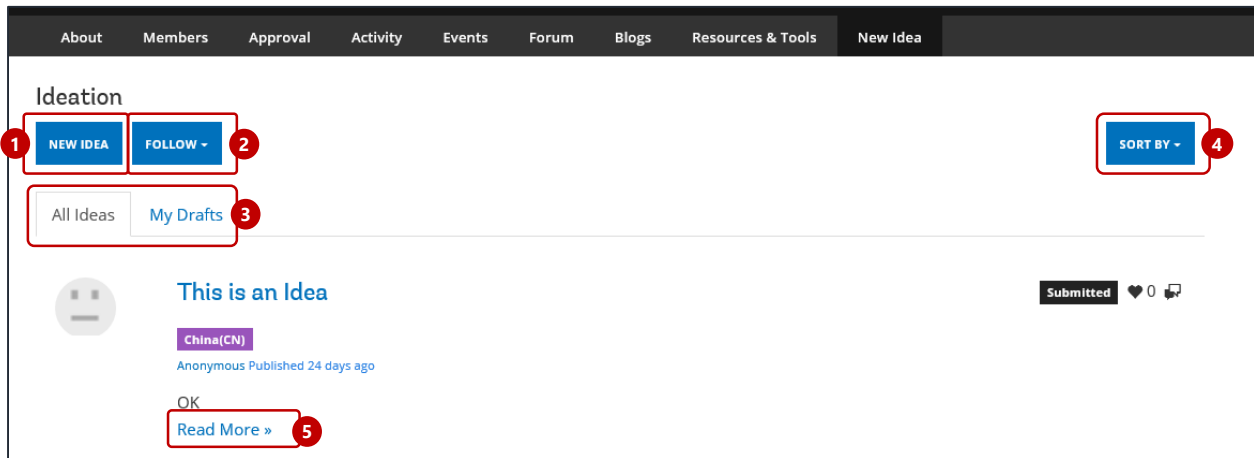 About Members Approval Activity Events Forum Blogs Resources & Tools New Idea
Ideation
1 NEW IDEA FOLLOW 2 SORT BY 4
All Ideas My Drafts 3
This is an Idea Submitted 0
China(CN)
Anonymous Published 24 days ago
OK
Read More » 5